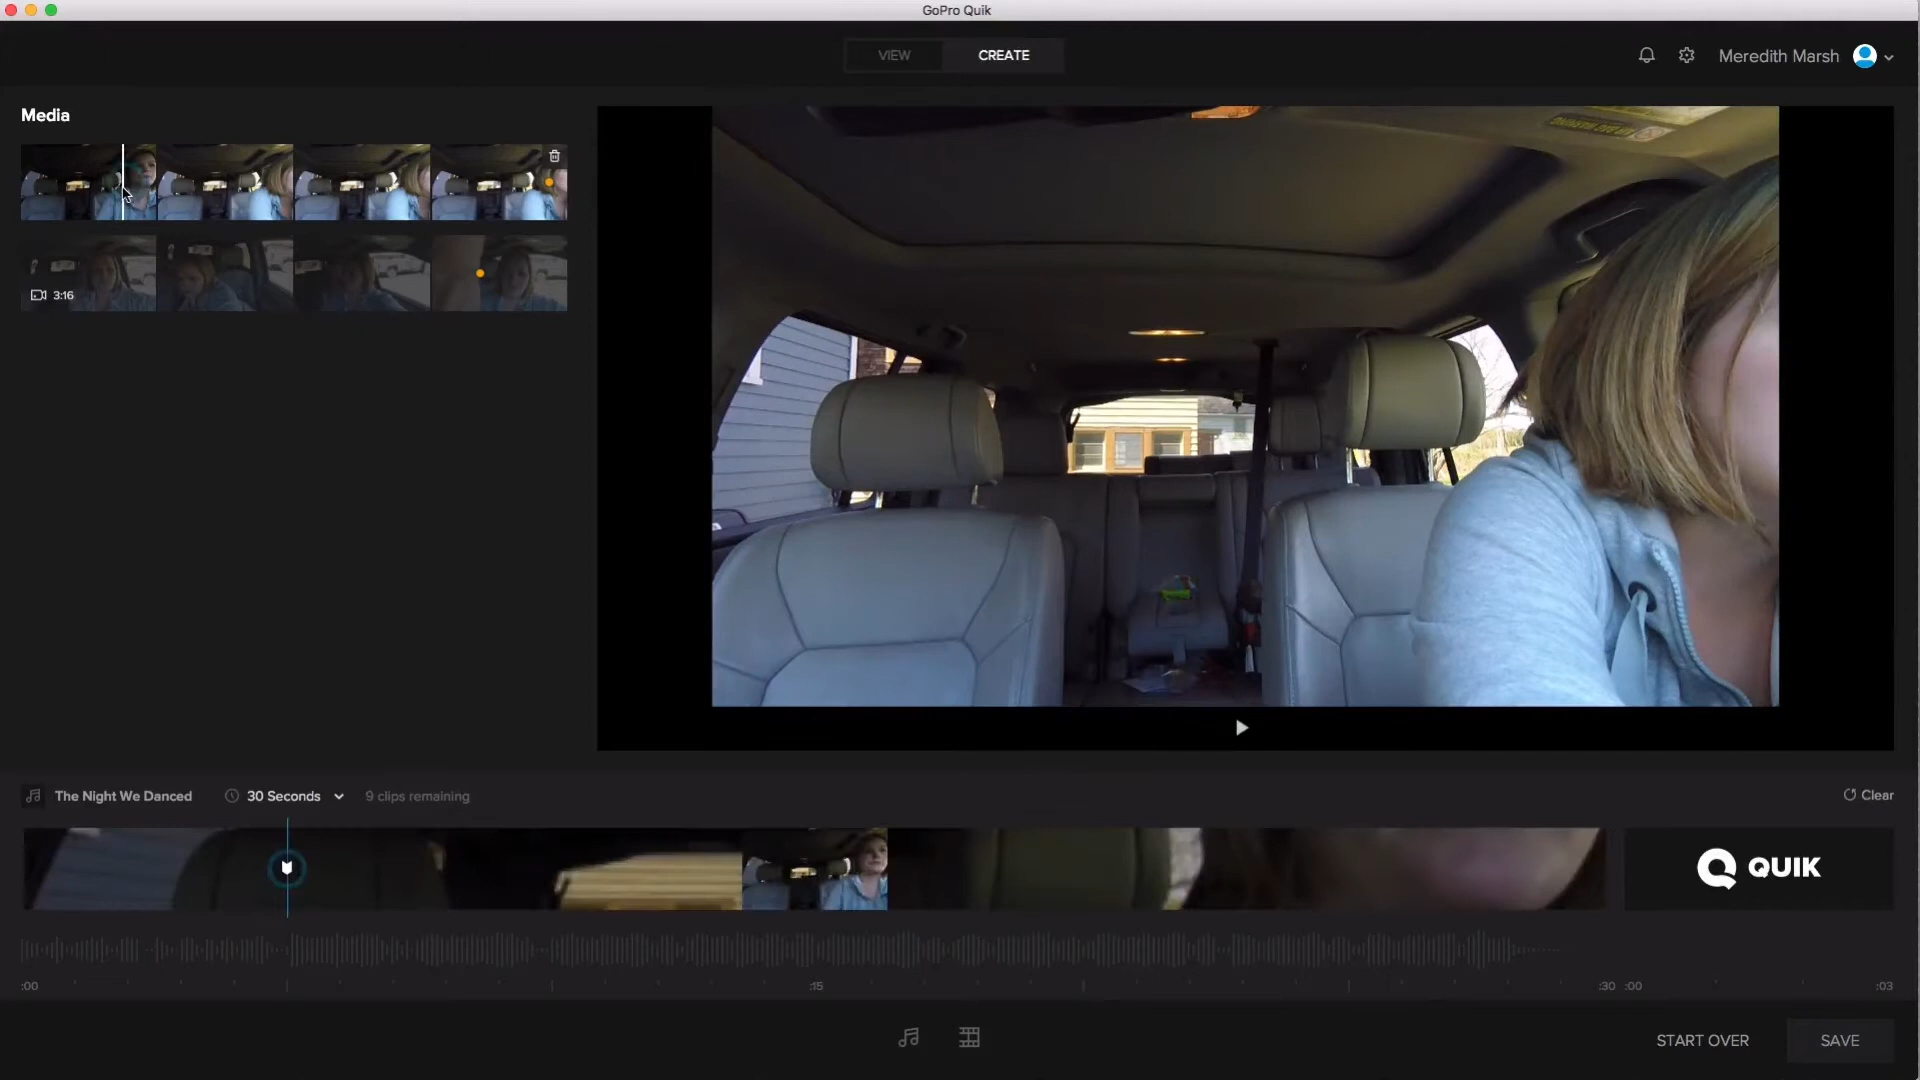 GoPro Quik
VIEW
CREATE
Meredith Marsh
Media
3:16
The Night We Danced
30 Seconds
9 clips remaining
Clear
QUIK
:00
:15
:30
:00
:03
START OVER
SAVE